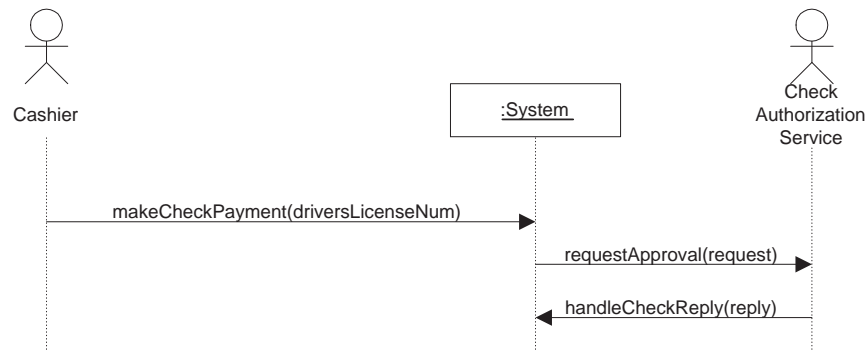 Cashier
:System
Check
Authorization
Service
makeCheckPayment(driversLicenseNum)
requestApproval(request)
handleCheckReply(reply)